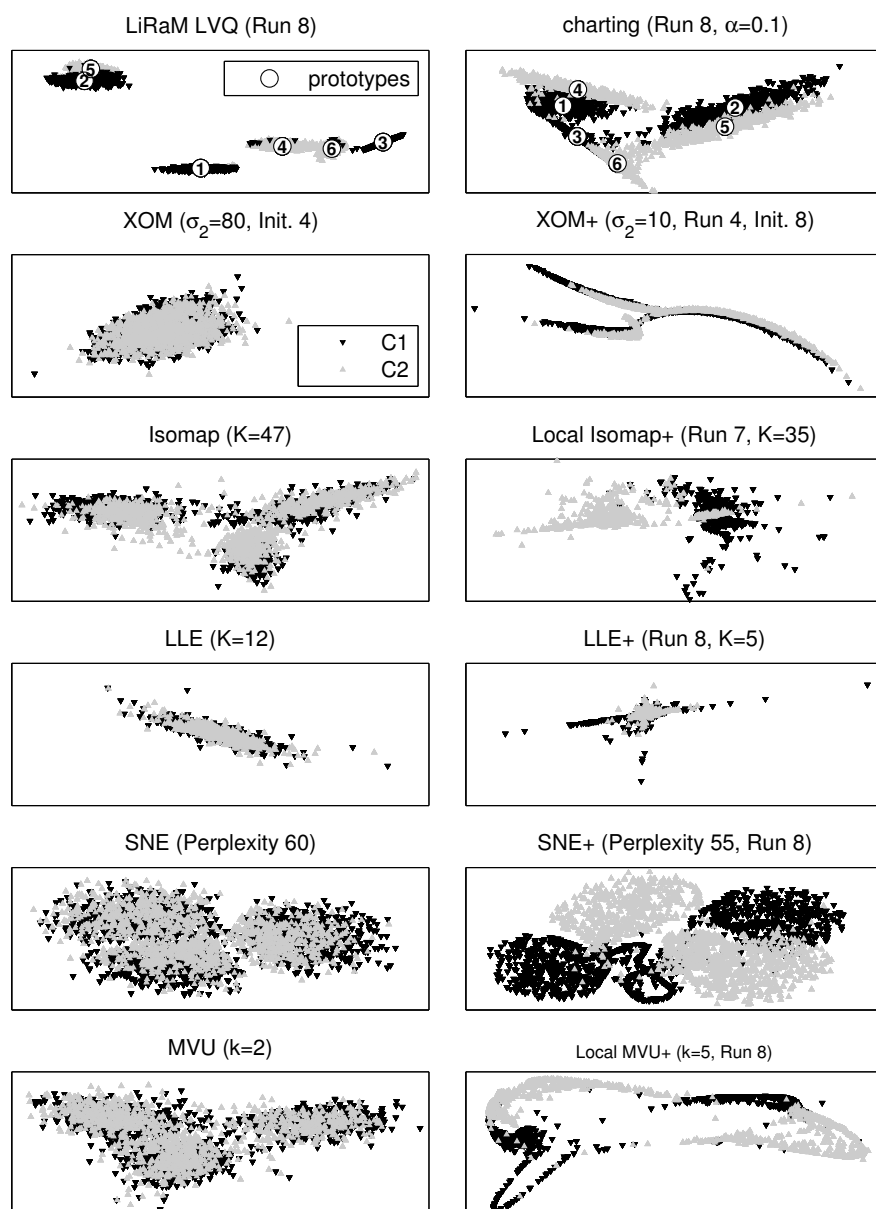 LiRaM LVQ (Run 8)
5
2
prototypes
4
6
3
1
charting (Run 8, α=0.1)
4
1
2
3
5
6
XOM (σ₂=80, Init. 4)
C1
C2
XOM+ (σ₂=10, Run 4, Init. 8)
Isomap (K=47)
Local Isomap+ (Run 7, K=35)
LLE (K=12)
LLE+ (Run 8, K=5)
SNE (Perplexity 60)
SNE+ (Perplexity 55, Run 8)
MVU (k=2)
Local MVU+ (k=5, Run 8)